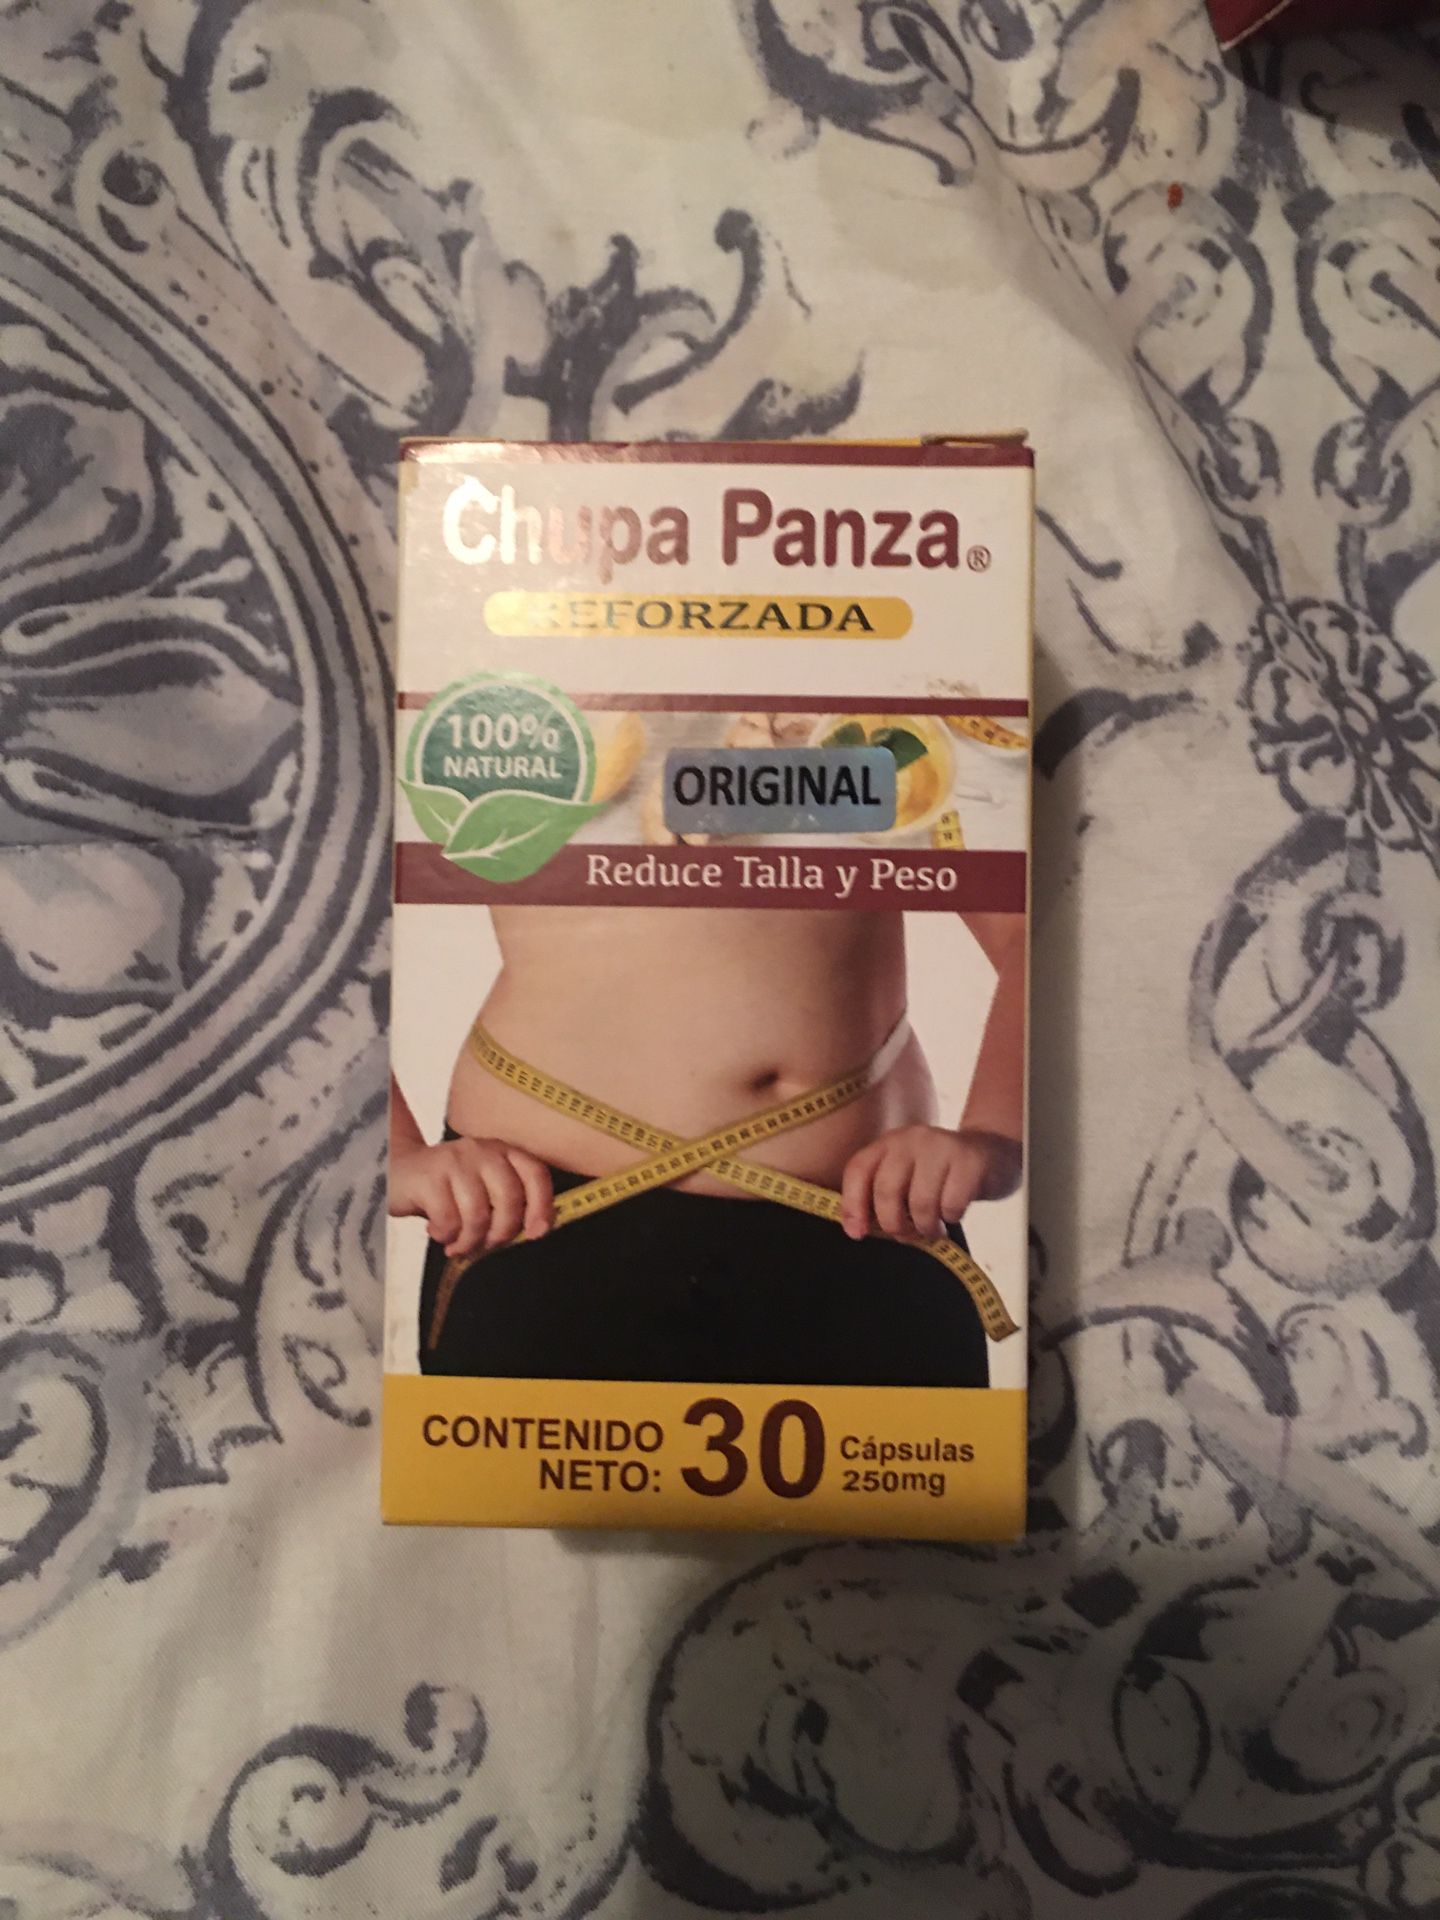 Chupa Panza®
REFORZADA
100%
NATURAL
ORIGINAL
Reduce Talla y Peso
CONTENIDO
NETO: 30 Cápsulas
250mg